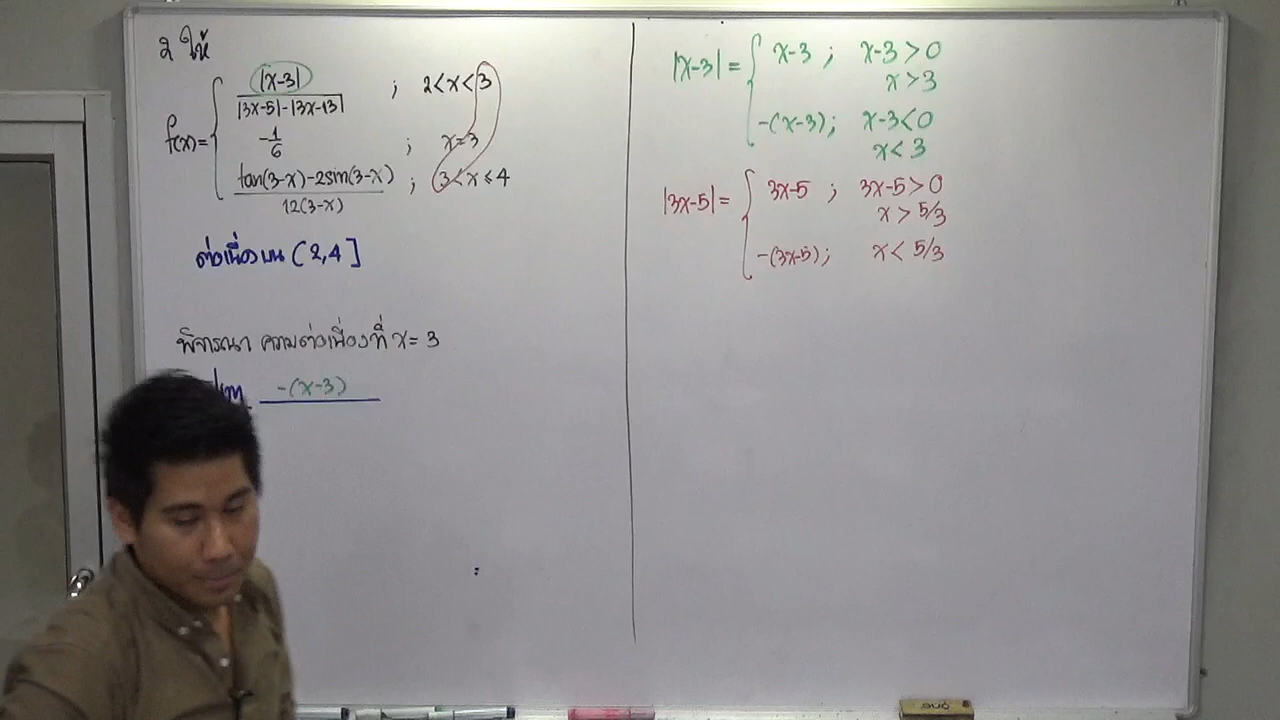 2 ให้
f(x)= { |x-3| / |3x-5|-|3x-13| ; 2<x<3
-1/6 ; x=3
tan(3-x)-2sin(3-x) / 12(3-x) ; 3<x≤4
ต่อเนื่องบน (2,4]
พิจารณา ความต่อเนื่องที่ x=3
-(x-3)
|x-3|= { x-3 ; x-3>0
x>3
-(x-3); x-3<0
x<3
|3x-5|= { 3x-5 ; 3x-5>0
x>5/3
-(3x-5); x<5/3